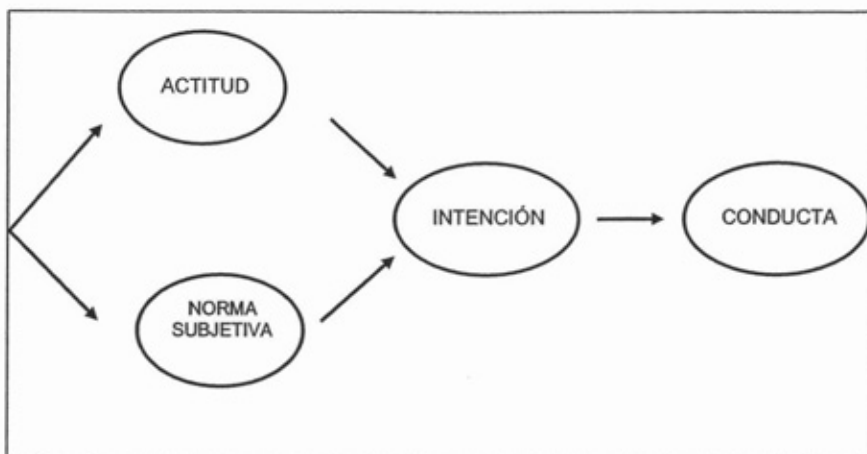 ACTITUD
INTENCIÓN
CONDUCTA
NORMA
SUBJETIVA